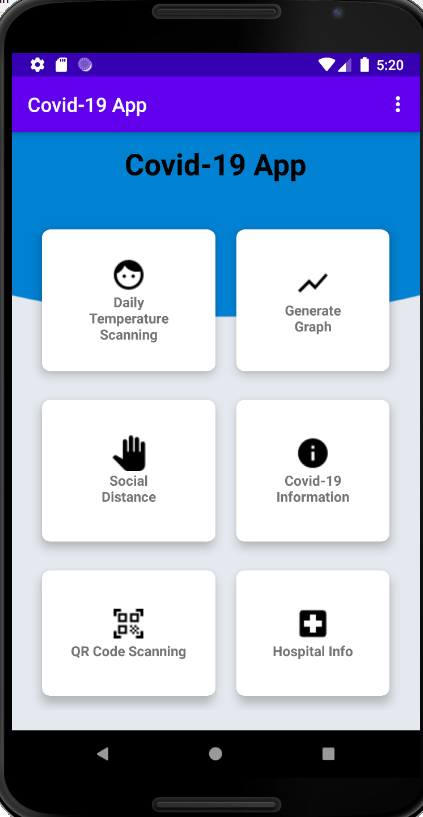 5:20
Covid-19 App
Covid-19 App
Daily
Temperature
Scanning
Generate
Graph
Social
Distance
Covid-19
Information
QR Code Scanning
Hospital Info